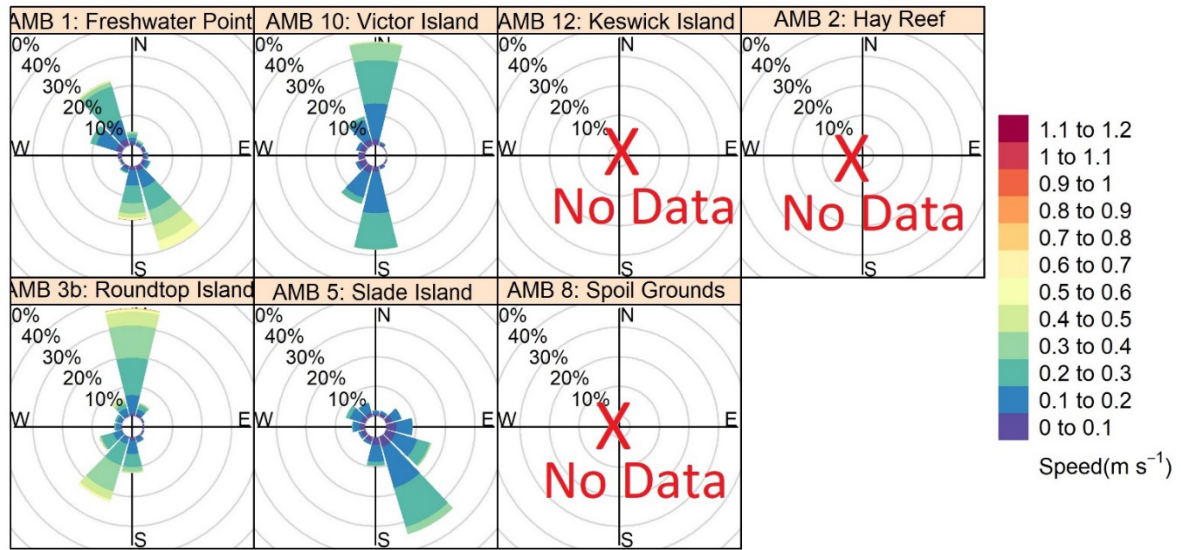 AMB 1: Freshwater Point
AMB 10: Victor Island
AMB 12: Keswick Island
AMB 2: Hay Reef
0%
40%
30%
20%
10%
N
W
E
S
0%
40%
30%
20%
10%
N
W
E
S
0%
40%
30%
20%
10%
N
W
E
S
X
No Data
0%
40%
30%
20%
10%
N
W
E
S
X
No Data
AMB 3b: Roundtop Island
AMB 5: Slade Island
AMB 8: Spoil Grounds
0%
40%
30%
20%
10%
W
E
S
0%
40%
30%
20%
10%
N
W
E
S
0%
40%
30%
20%
10%
N
W
E
S
X
No Data
1.1 to 1.2
1 to 1.1
0.9 to 1
0.8 to 0.9
0.7 to 0.8
0.6 to 0.7
0.5 to 0.6
0.4 to 0.5
0.3 to 0.4
0.2 to 0.3
0.1 to 0.2
0 to 0.1
Speed(m s⁻¹)